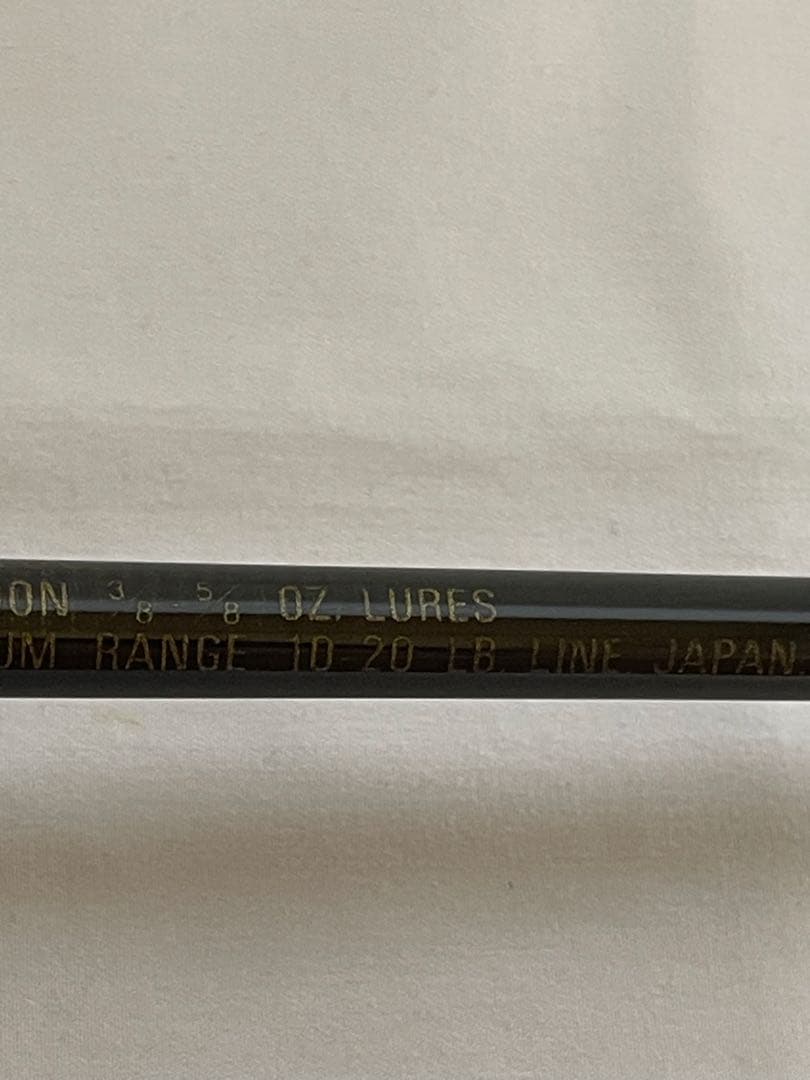 ON 3/8 - 5/8 OZ. LURES
UM RANGE 10-20 LB. LINE JAPAN.